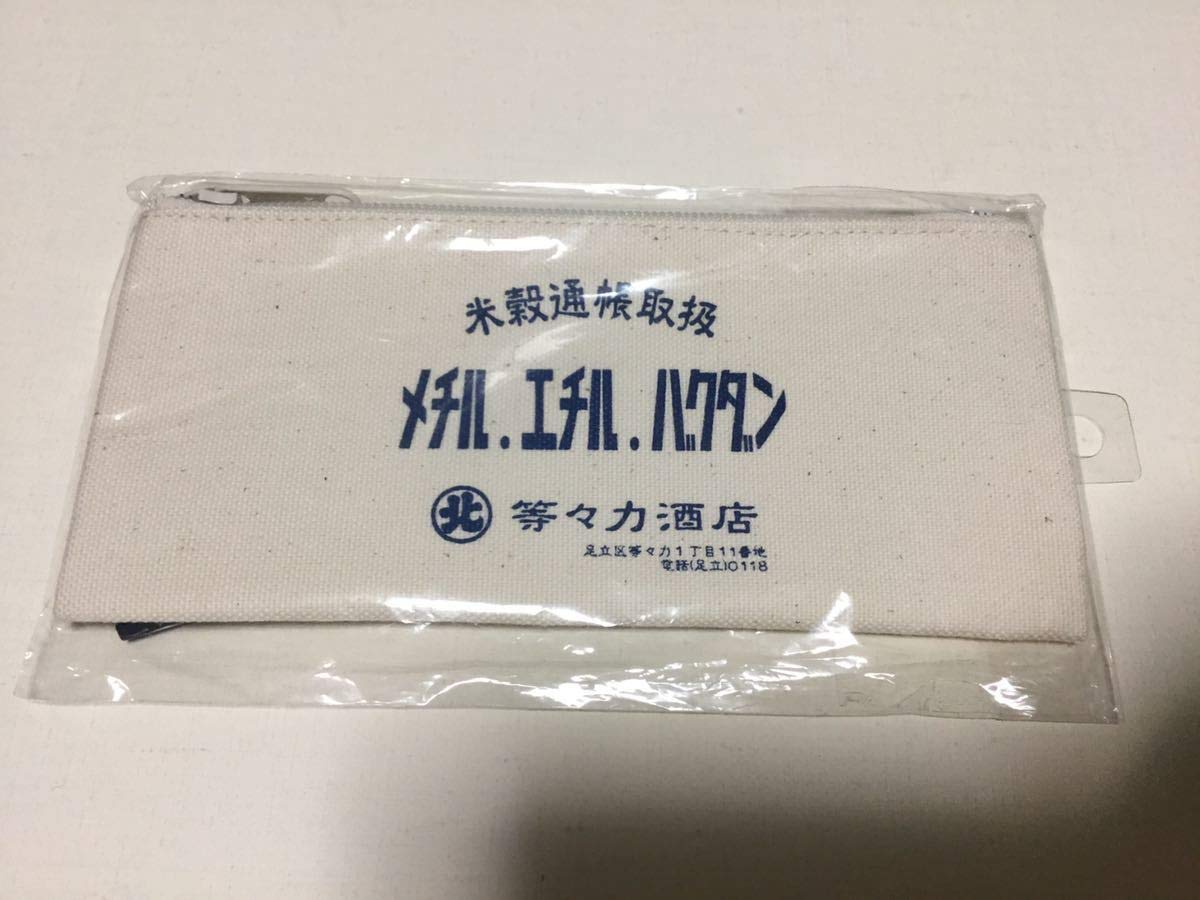 米穀通帳取扱
メチル.エチル.バクダン
北 等々力酒店
足立区等々力1丁目11番地
電話(足立)0118